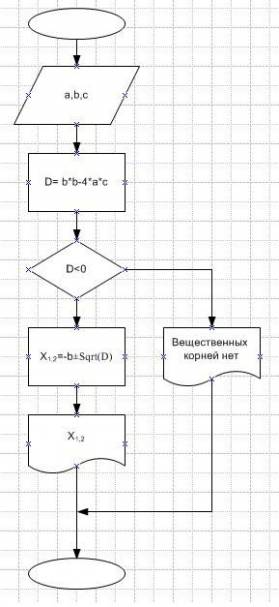 a,b,c
D= b*b-4*a*c
D<0
X1,2=-b±Sqrt(D)
Вещественных
корней нет
X1,2